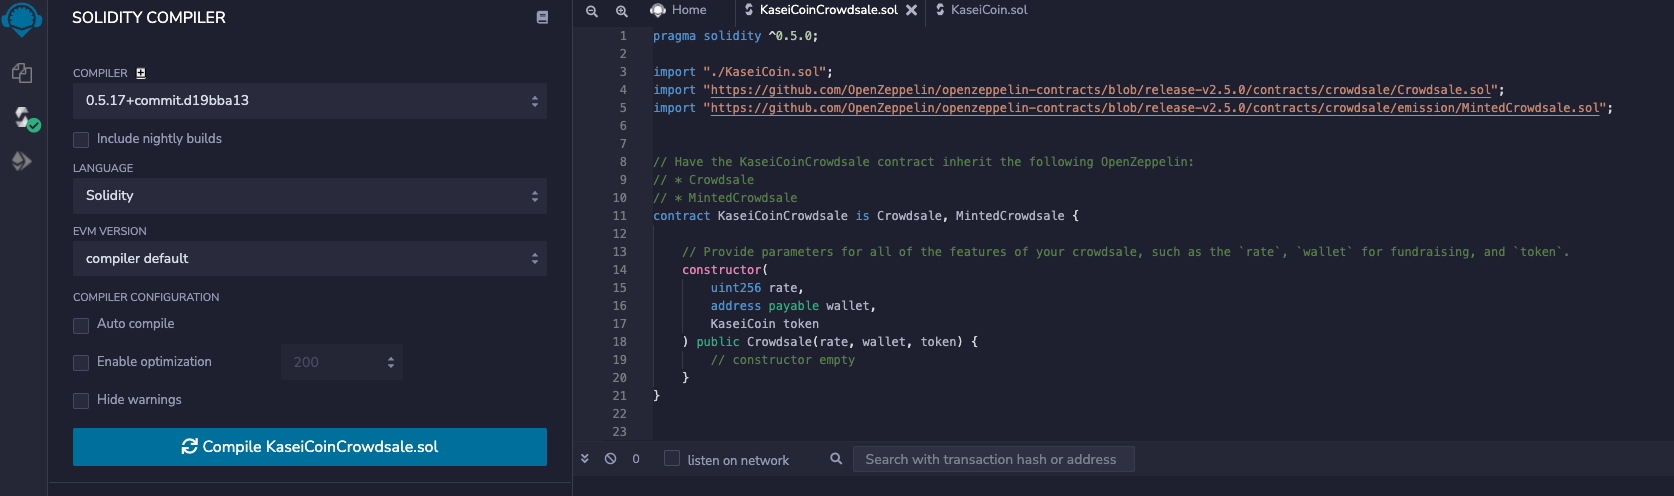 SOLIDITY COMPILER
COMPILER
0.5.17+commit.d19bba13
Include nightly builds
LANGUAGE
Solidity
EVM VERSION
compiler default
COMPILER CONFIGURATION
Auto compile
Enable optimization 200
Hide warnings
Compile KaseiCoinCrowdsale.sol
Home KaseiCoinCrowdsale.sol KaseiCoin.sol
1 pragma solidity ^0.5.0;
2
3 import "./KaseiCoin.sol";
4 import "https://github.com/OpenZeppelin/openzeppelin-contracts/blob/release-v2.5.0/contracts/crowdsale/Crowdsale.sol";
5 import "https://github.com/OpenZeppelin/openzeppelin-contracts/blob/release-v2.5.0/contracts/crowdsale/emission/MintedCrowdsale.sol";
6
7
8 // Have the KaseiCoinCrowdsale contract inherit the following OpenZeppelin:
9 // * Crowdsale
10 // * MintedCrowdsale
11 contract KaseiCoinCrowdsale is Crowdsale, MintedCrowdsale {
12
13 // Provide parameters for all of the features of your crowdsale, such as the `rate`, `wallet` for fundraising, and `token`.
14 constructor(
15 uint256 rate,
16 address payable wallet,
17 KaseiCoin token
18 ) public Crowdsale(rate, wallet, token) {
19 // constructor empty
20 }
21 }
22
23
0 listen on network Search with transaction hash or address